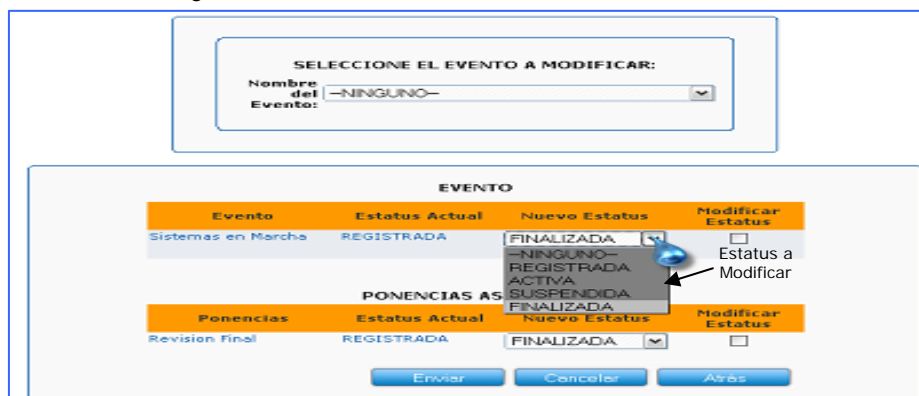 SELECCIONE EL EVENTO A MODIFICAR:
Nombre del Evento: --NINGUNO--
EVENTO
Evento Estatus Actual Nuevo Estatus Modificar Estatus
Sistemas en Marcha REGISTRADA FINALIZADA
--NINGUNO--
REGISTRADA
ACTIVA
SUSPENDIDA
FINALIZADA
Estatus a
Modificar
PONENCIAS AS
Ponencias Estatus Actual Nuevo Estatus Modificar Estatus
Revision Final REGISTRADA FINALIZADA
Enviar Cancelar Atrás